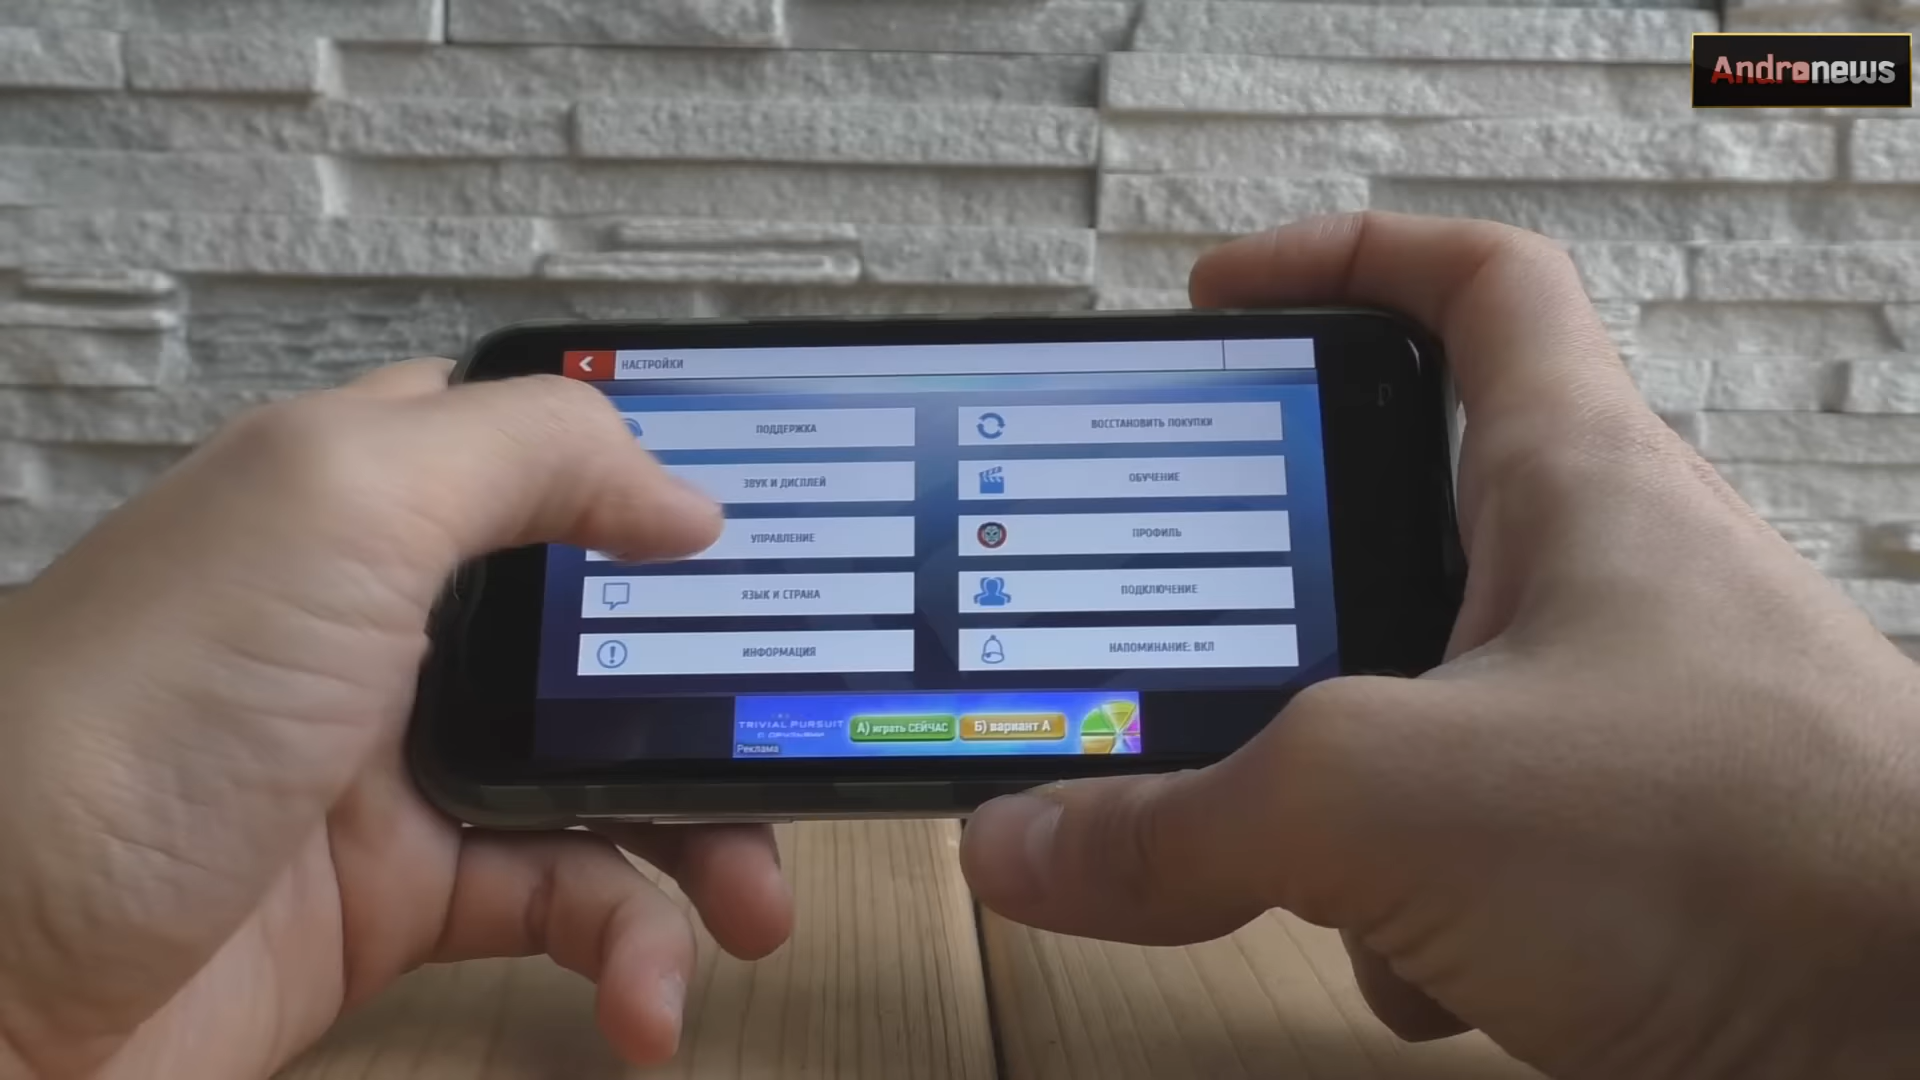 Andronews
НАСТРОЙКИ
ПОДДЕРЖКА
ЗВУК И ДИСПЛЕЙ
УПРАВЛЕНИЕ
ЯЗЫК И СТРАНА
ИНФОРМАЦИЯ
ВОССТАНОВИТЬ ПОКУПКИ
ОБУЧЕНИЕ
ПРОФИЛЬ
ПОДКЛЮЧЕНИЕ
НАПОМИНАНИЕ: ВКЛ
TRIVIAL PURSUIT
С ДРУЗЬЯМИ
Реклама
А) играть СЕЙЧАС
Б) вариант А